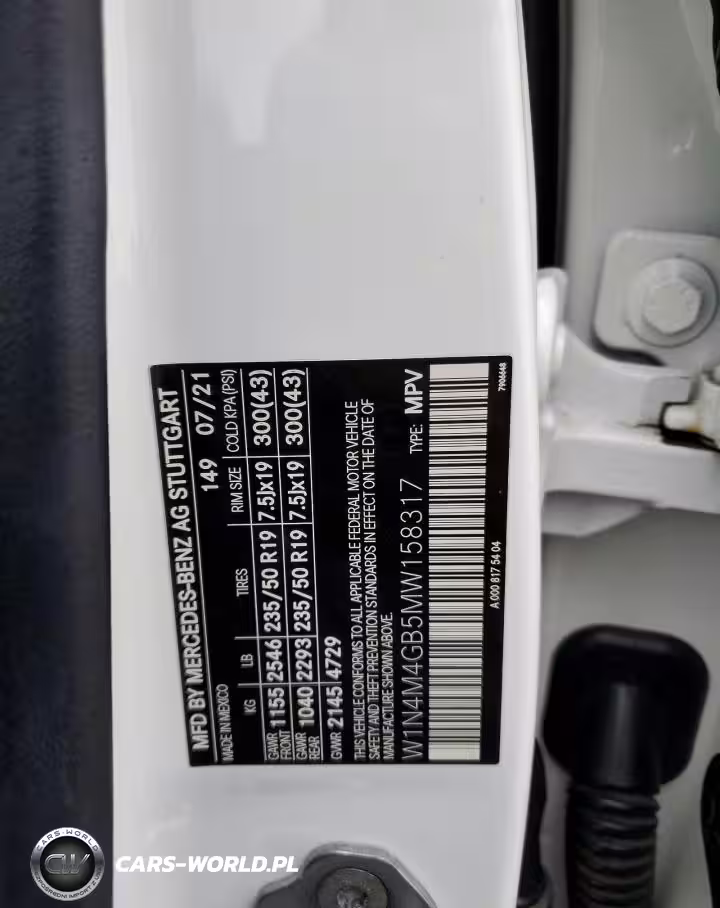 MFD BY MERCEDES-BENZ AG STUTTGART
MADE IN MEXICO 149 07/21
KG LB TIRES RIM SIZE COLD KPA(PSI)
GAWR FRONT 1155 2546 235/50 R19 7.5Jx19 300(43)
GAWR REAR 1040 2293 235/50 R19 7.5Jx19 300(43)
GVWR 2145 4729
THIS VEHICLE CONFORMS TO ALL APPLICABLE FEDERAL MOTOR VEHICLE
SAFETY AND THEFT PREVENTION STANDARDS IN EFFECT ON THE DATE OF
MANUFACTURE SHOWN ABOVE.
W1N4M4GB5MW158317 TYPE: MPV
A 000 817 54 04
7906648
CARS-WORLD
CW
CARS-WORLD.PL